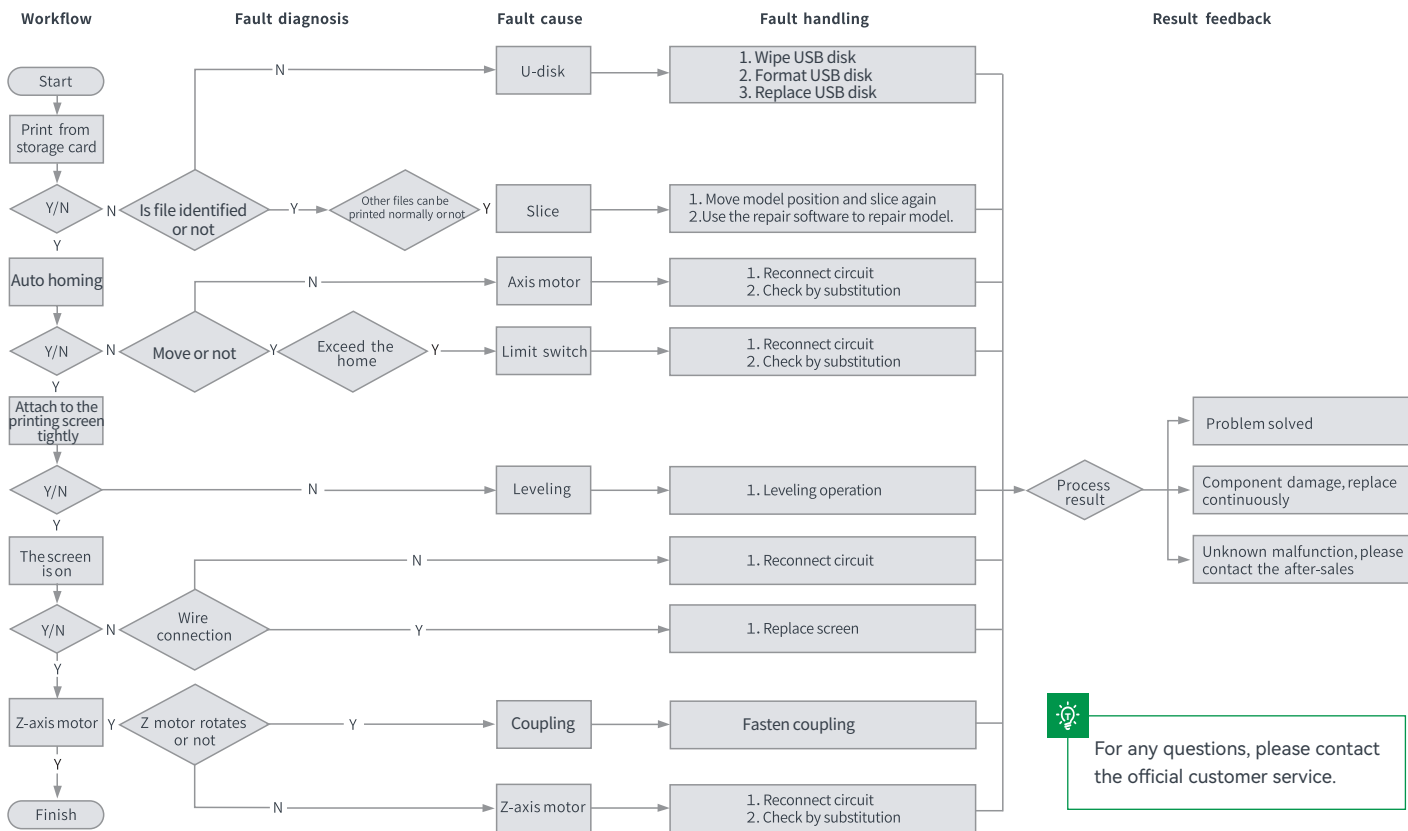 Workflow
Fault diagnosis
Fault cause
Fault handling
Result feedback
Start
Print from
storage card
Y/N
N
Y
Is file identified
or not
N
Y
Other files can be
printed normally or not
Y
U-disk
1. Wipe USB disk
2. Format USB disk
3. Replace USB disk
Slice
1. Move model position and slice again
2.Use the repair software to repair model.
Auto homing
Y/N
N
Y
Move or not
N
Y
Exceed the
home
Y
Axis motor
1. Reconnect circuit
2. Check by substitution
Limit switch
1. Reconnect circuit
2. Check by substitution
Attach to the
printing screen
tightly
Y/N
N
Y
Leveling
1. Leveling operation
Process
result
Problem solved
Component damage, replace
continuously
Unknown malfunction, please
contact the after-sales
The screen
is on
Y/N
N
Y
Wire
connection
N
1. Reconnect circuit
Y
1. Replace screen
Z-axis motor
Y
Y
Z motor rotates
or not
Y
Coupling
Fasten coupling
N
Z-axis motor
1. Reconnect circuit
2. Check by substitution
Finish
For any questions, please contact
the official customer service.